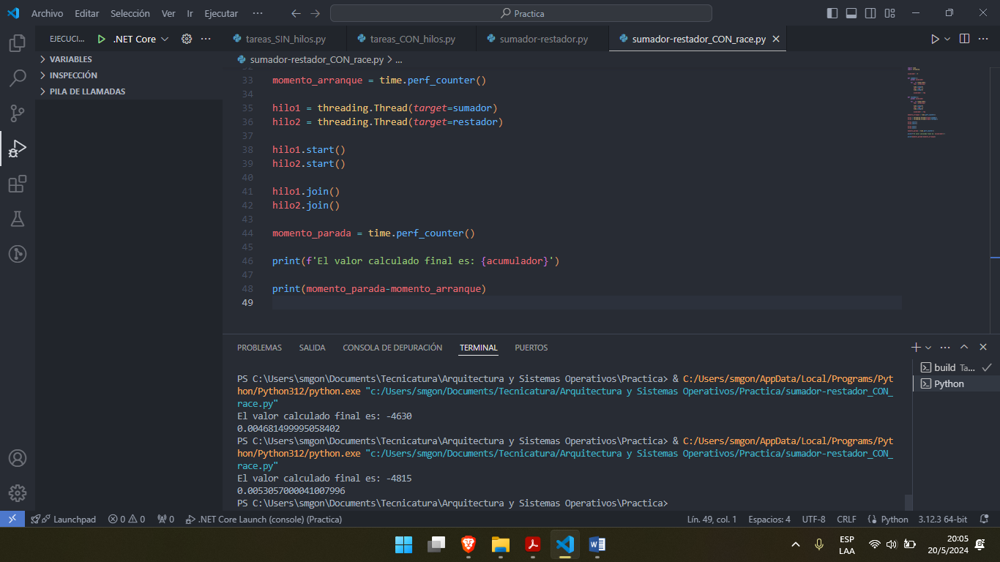 Archivo Editar Selección Ver Ir Ejecutar ··· Practica
EJECUCI... .NET Core ··· tareas_SIN_hilos.py tareas_CON_hilos.py sumador-restador.py sumador-restador_CON_race.py
VARIABLES
INSPECCIÓN
PILA DE LLAMADAS
sumador-restador_CON_race.py > ...
33 momento_arranque = time.perf_counter()
34
35 hilo1 = threading.Thread(target=sumador)
36 hilo2 = threading.Thread(target=restador)
37
38 hilo1.start()
39 hilo2.start()
40
41 hilo1.join()
42 hilo2.join()
43
44 momento_parada = time.perf_counter()
45
46 print(f'El valor calculado final es: {acumulador}')
47
48 print(momento_parada-momento_arranque)
49
PROBLEMAS SALIDA CONSOLA DE DEPURACIÓN TERMINAL PUERTOS
build Ta...
Python
PS C:\Users\smgon\Documents\Tecnicatura\Arquitectura y Sistemas Operativos\Practica> & C:/Users/smgon/AppData/Local/Programs/Pyt
hon/Python312/python.exe "c:/Users/smgon/Documents/Tecnicatura/Arquitectura y Sistemas Operativos/Practica/sumador-restador_CON_
race.py"
El valor calculado final es: -4630
0.004681499995058402
PS C:\Users\smgon\Documents\Tecnicatura\Arquitectura y Sistemas Operativos\Practica> & C:/Users/smgon/AppData/Local/Programs/Pyt
hon/Python312/python.exe "c:/Users/smgon/Documents/Tecnicatura/Arquitectura y Sistemas Operativos/Practica/sumador-restador_CON_
race.py"
El valor calculado final es: -4815
0.0053057000041007996
PS C:\Users\smgon\Documents\Tecnicatura\Arquitectura y Sistemas Operativos\Practica>
Launchpad 0 0 0 .NET Core Launch (console) (Practica) Lín. 49, col. 1 Espacios: 4 UTF-8 CRLF Python 3.12.3 64-bit
ESP
LAA
20:05
20/5/2024